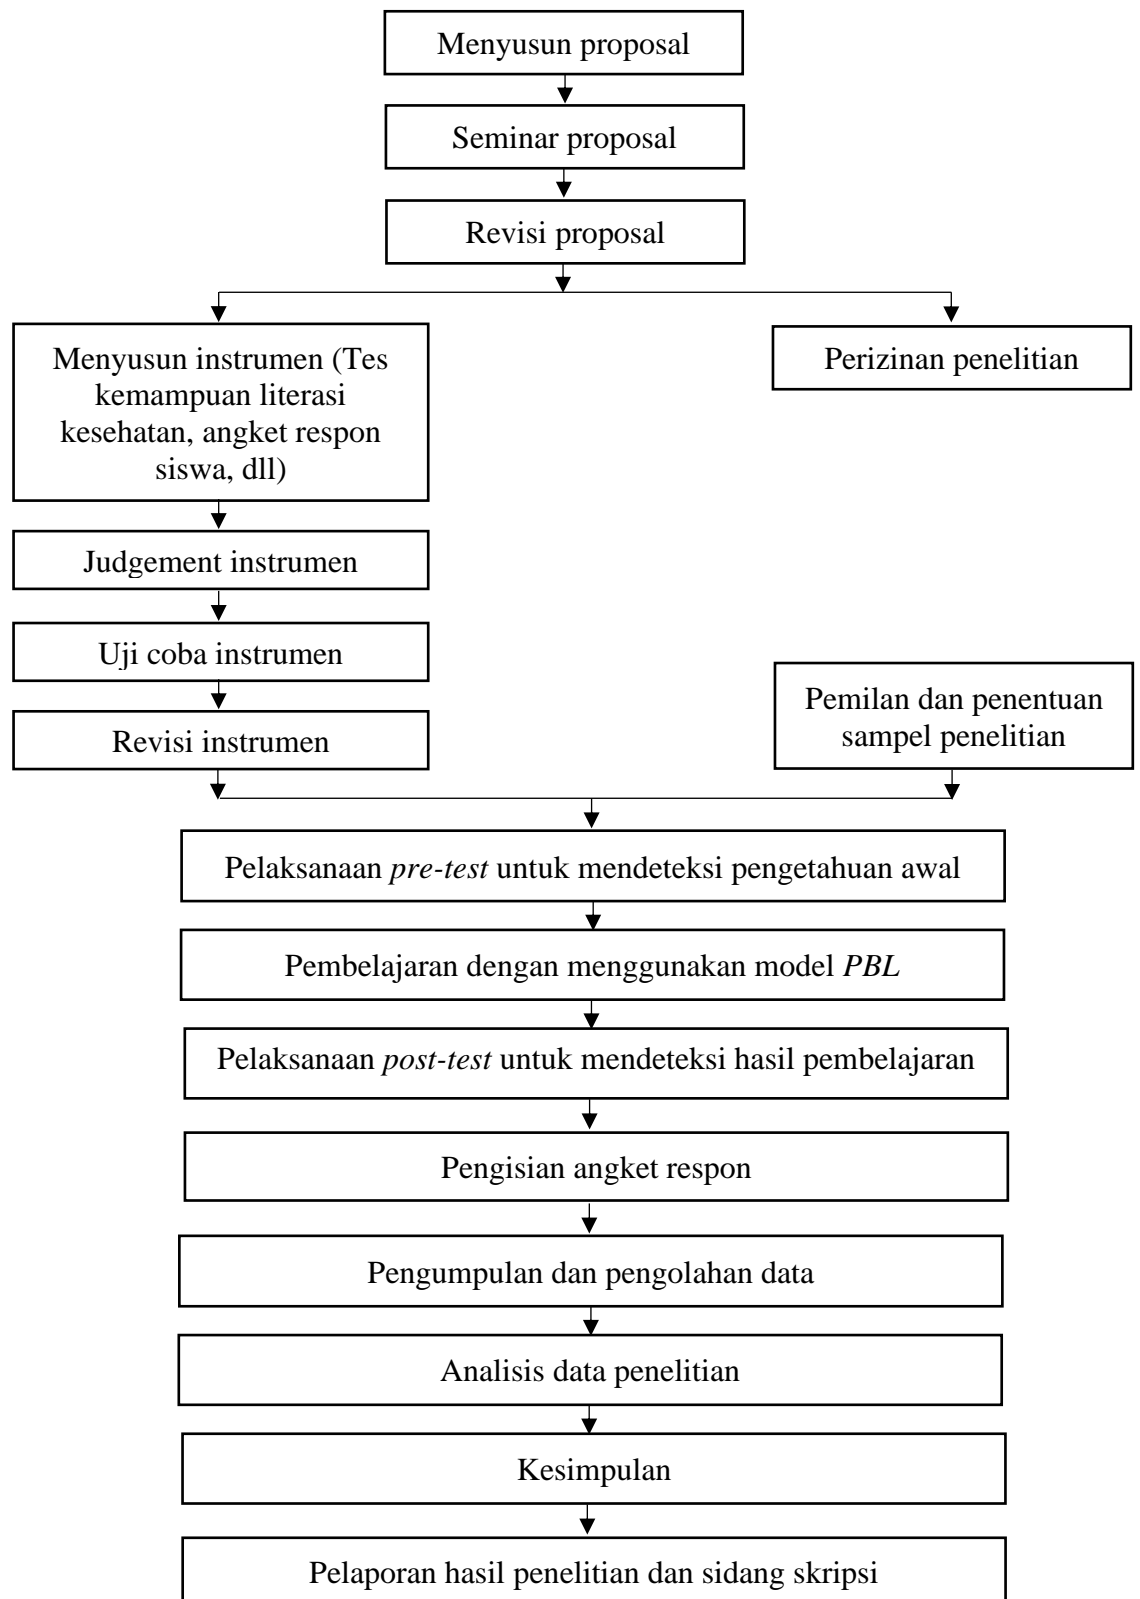 Menyusun proposal
Seminar proposal
Revisi proposal
Menyusun instrumen (Tes
kemampuan literasi
kesehatan, angket respon
siswa, dll)
Perizinan penelitian
Judgement instrumen
Uji coba instrumen
Revisi instrumen
Pemilan dan penentuan
sampel penelitian
Pelaksanaan pre-test untuk mendeteksi pengetahuan awal
Pembelajaran dengan menggunakan model PBL
Pelaksanaan post-test untuk mendeteksi hasil pembelajaran
Pengisian angket respon
Pengumpulan dan pengolahan data
Analisis data penelitian
Kesimpulan
Pelaporan hasil penelitian dan sidang skripsi